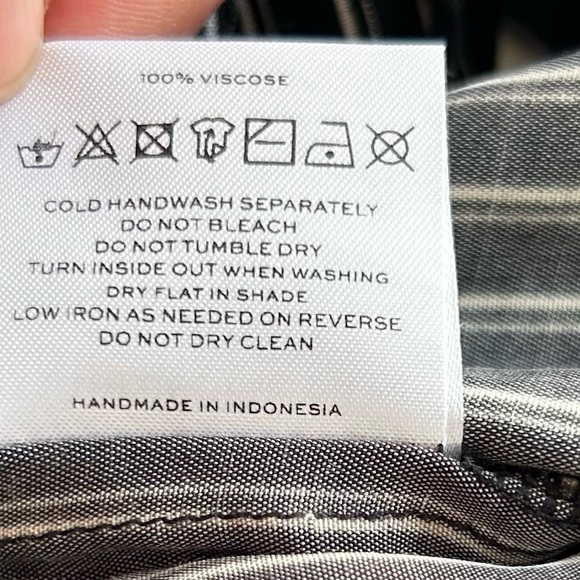 100% VISCOSE
COLD HANDWASH SEPARATELY
DO NOT BLEACH
DO NOT TUMBLE DRY
TURN INSIDE OUT WHEN WASHING
DRY FLAT IN SHADE
LOW IRON AS NEEDED ON REVERSE
DO NOT DRY CLEAN
HANDMADE IN INDONESIA